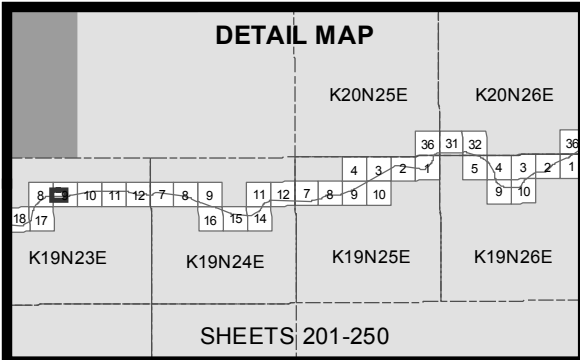 DETAIL MAP
K20N25E K20N26E
36 31 32 36
4 3 2 1 5 4 3 2 1
8 9 10 11 12 7 8 9 11 12 7 8 9 10 9 10
18 17 16 15 14
K19N23E K19N24E K19N25E K19N26E
SHEETS 201-250